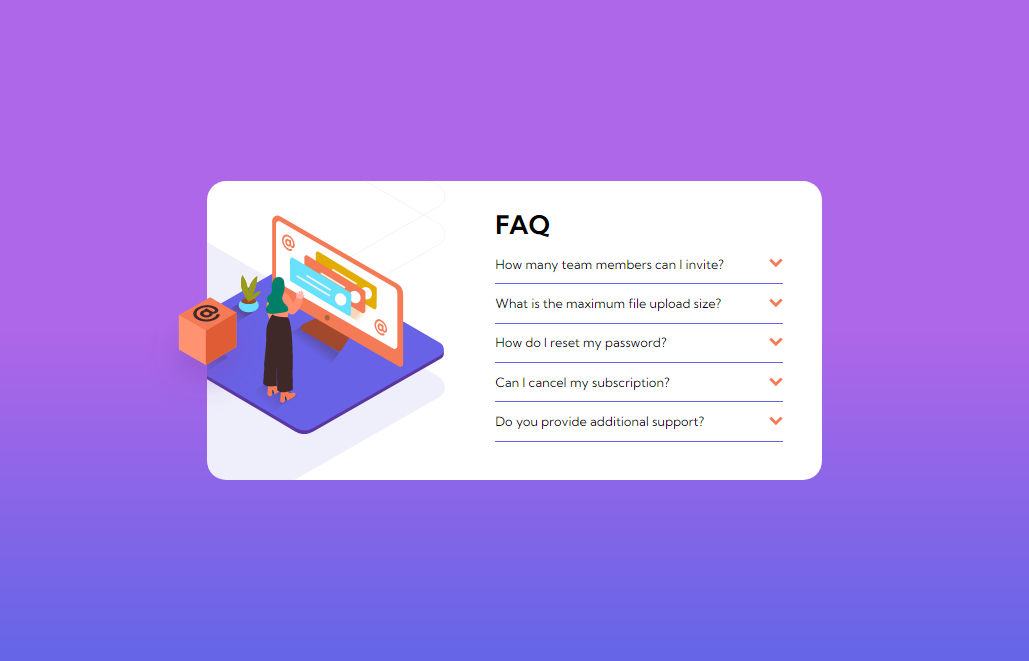 FAQ
How many team members can I invite?
What is the maximum file upload size?
How do I reset my password?
Can I cancel my subscription?
Do you provide additional support?
@
@
@